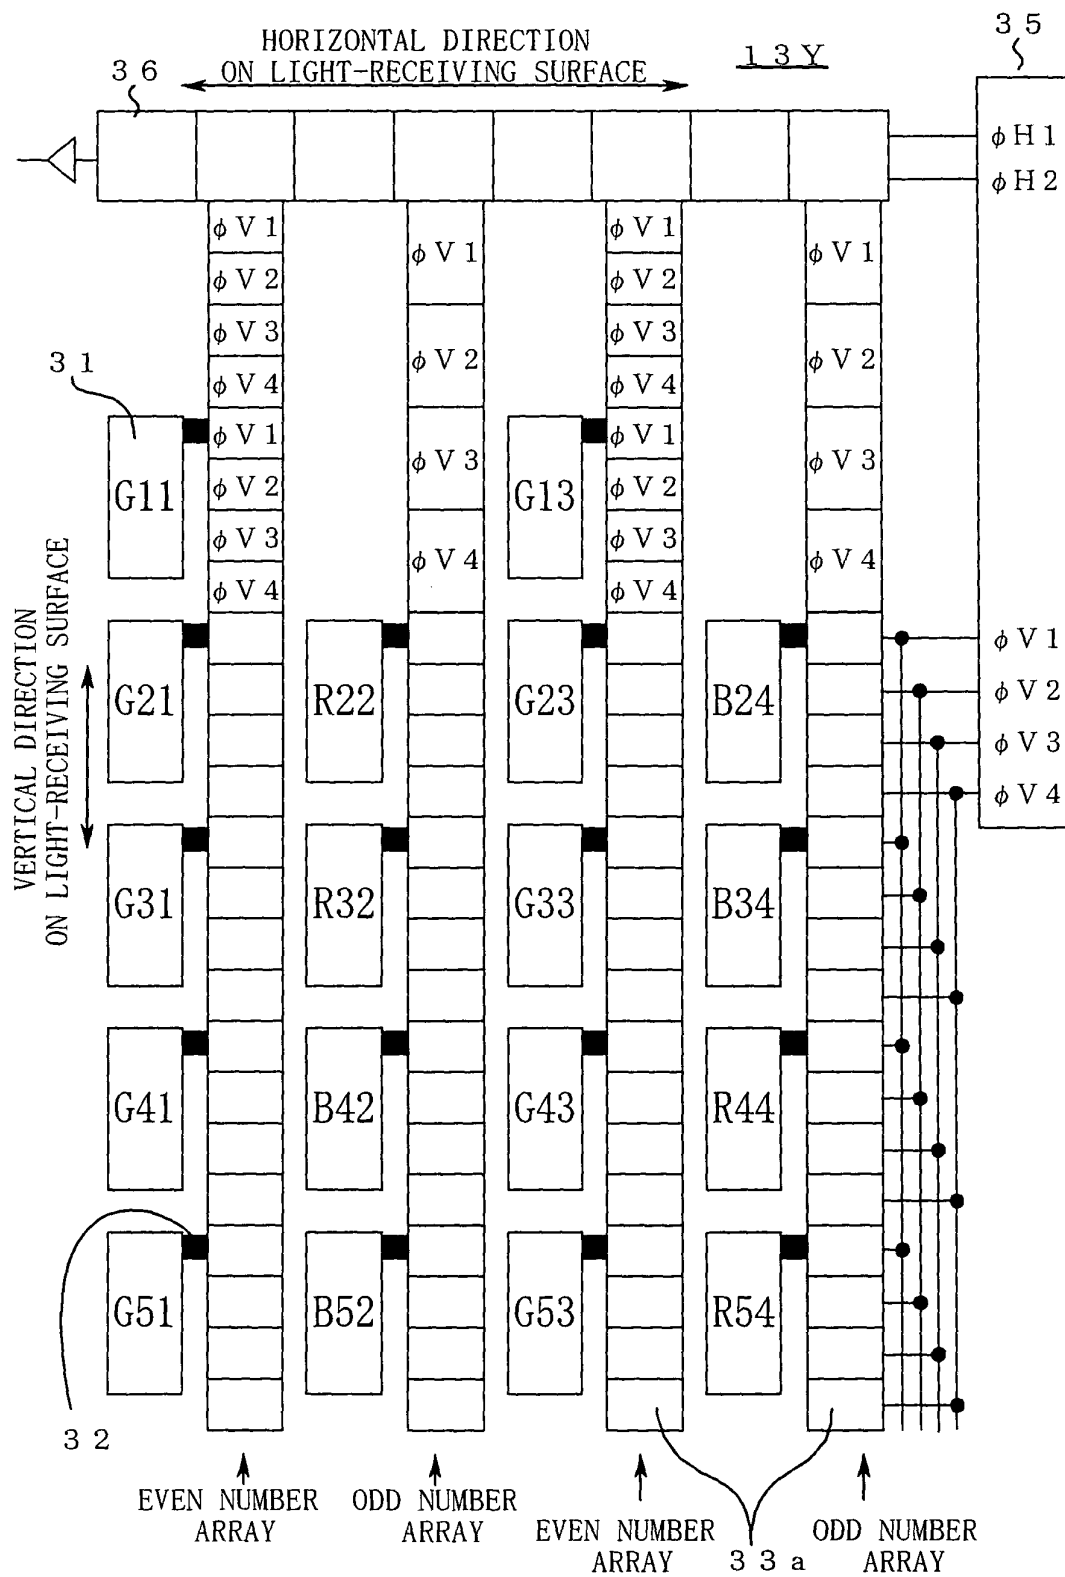 HORIZONTAL DIRECTION
ON LIGHT-RECEIVING SURFACE
13Y
35
36
φH1
φH2
φV1 φV1 φV1 φV1
φV2 φV2
φV3 φV2 φV3 φV2
φV4 φV4
31
φV1 φV3 φV1 φV3
φV2 φV2
φV3 φV4 φV3 φV4
φV4 φV4
G11 G13
VERTICAL DIRECTION
ON LIGHT-RECEIVING SURFACE
φV1
φV2
φV3
φV4
G21 R22 G23 B24
G31 R32 G33 B34
G41 B42 G43 R44
G51 B52 G53 R54
32
EVEN NUMBER
ARRAY
ODD NUMBER
ARRAY
EVEN NUMBER
ARRAY
33a
ODD NUMBER
ARRAY